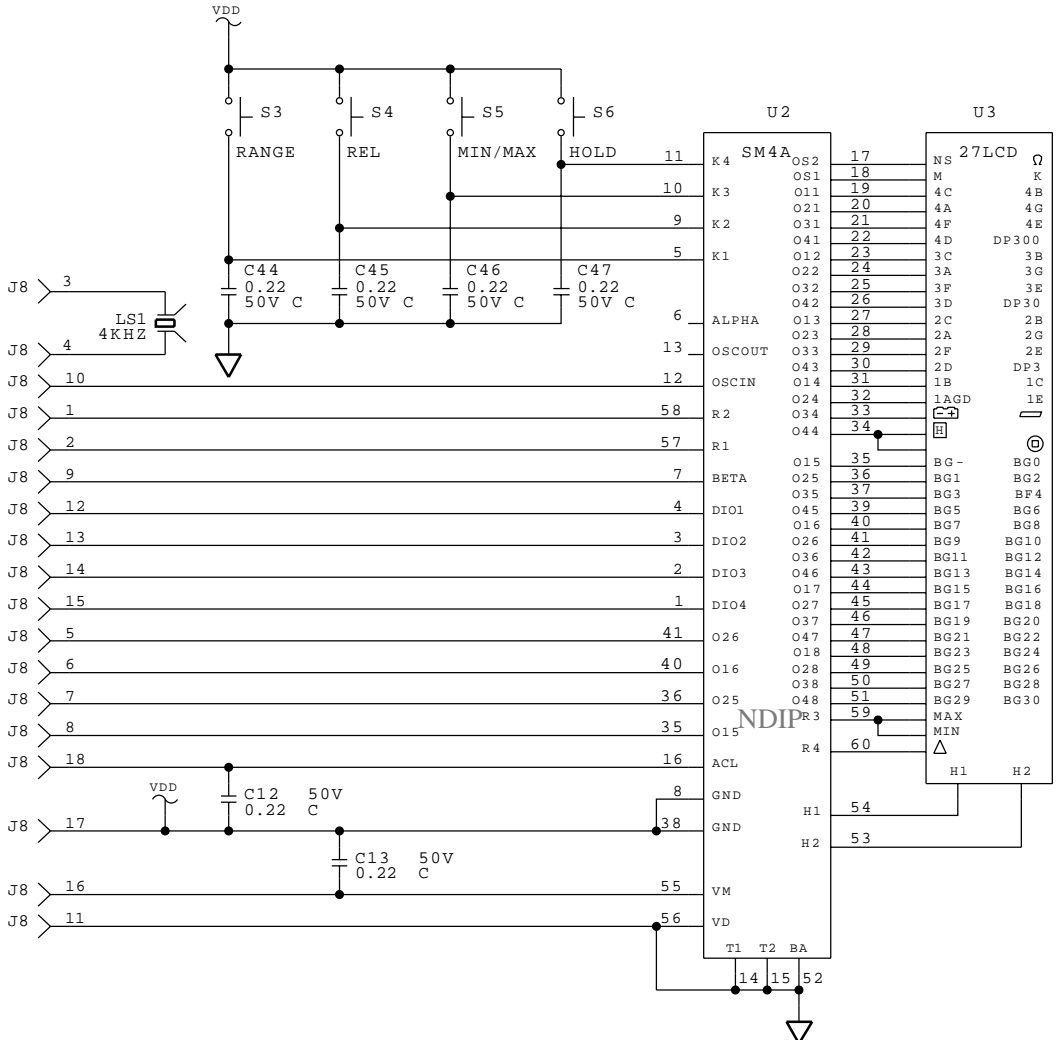 VDD
U2 U3
S3 S4 S5 S6
RANGE REL MIN/MAX HOLD
SM4A
27LCD
11 K4 OS2 17 NS Ω
OS1 18 M K
10 K3 O11 19 4C 4B
O21 20 4A 4G
9 K2 O31 21 4F 4E
O41 22 4D DP300
5 K1 O12 23 3C 3B
C44 C45 C46 C47
0.22 0.22 0.22 0.22
50V C 50V C 50V C 50V C
O22 24 3A 3G
O32 25 3F 3E
O42 26 3D DP30
J8 3
LS1
4KHZ
6 ALPHA O13 27 2C 2B
O23 28 2A 2G
J8 4
13 OSCOUT O33 29 2F 2E
O43 30 2D DP3
J8 10 12 OSCIN O14 31 1B 1C
O24 32 1AGD 1E
J8 1 58 R2 O34 33 - +
O44 34 H
J8 2 57 R1
O15 35 BG- BG0
J8 9 7 BETA O25 36 BG1 BG2
O35 37 BG3 BF4
J8 12 4 DIO1 O45 39 BG5 BG6
O16 40 BG7 BG8
J8 13 3 DIO2 O26 41 BG9 BG10
O36 42 BG11 BG12
J8 14 2 DIO3 O46 43 BG13 BG14
O17 44 BG15 BG16
J8 15 1 DIO4 O27 45 BG17 BG18
O37 46 BG19 BG20
J8 5 41 O26 O47 47 BG21 BG22
O18 48 BG23 BG24
J8 6 40 O16 O28 49 BG25 BG26
O38 50 BG27 BG28
J8 7 36 O25 O48 51 BG29 BG30
NDIP
R3 59 MAX
MIN
J8 8 35 O15
R4 60 Δ
J8 18 16 ACL
H1 H2
VDD
C12 50V
0.22 C
8 GND
H1 54
J8 17 38 GND
H2 53
C13 50V
0.22 C
J8 16 55 VM
J8 11 56 VD
T1 T2 BA
14 15 52